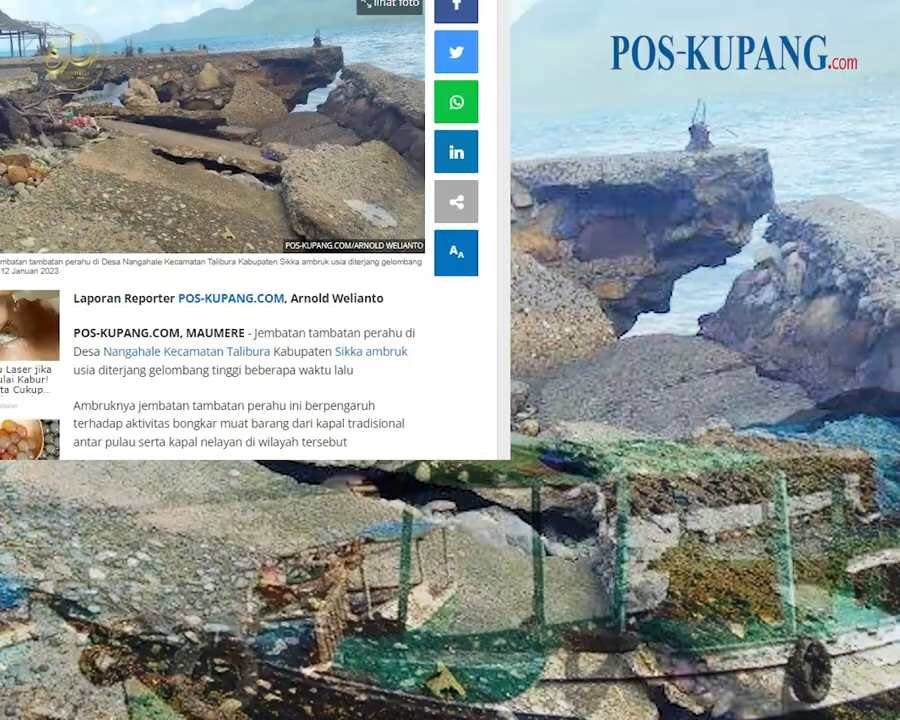 lihat foto
POS-KUPANG.com
POS-KUPANG.COM/ARNOLD WELIANTO
mbatan tambatan perahu di Desa Nangahale Kecamatan Talibura Kabupaten Sikka ambruk usia diterjang gelombang
12 Januari 2023
Laporan Reporter POS-KUPANG.COM, Arnold Welianto
POS-KUPANG.COM, MAUMERE - Jembatan tambatan perahu di
Desa Nangahale Kecamatan Talibura Kabupaten Sikka ambruk
usia diterjang gelombang tinggi beberapa waktu lalu
Ambruknya jembatan tambatan perahu ini berpengaruh
terhadap aktivitas bongkar muat barang dari kapal tradisional
antar pulau serta kapal nelayan di wilayah tersebut
Laser jika
ulai Kabur!
ta Cukup...
f
in
AA